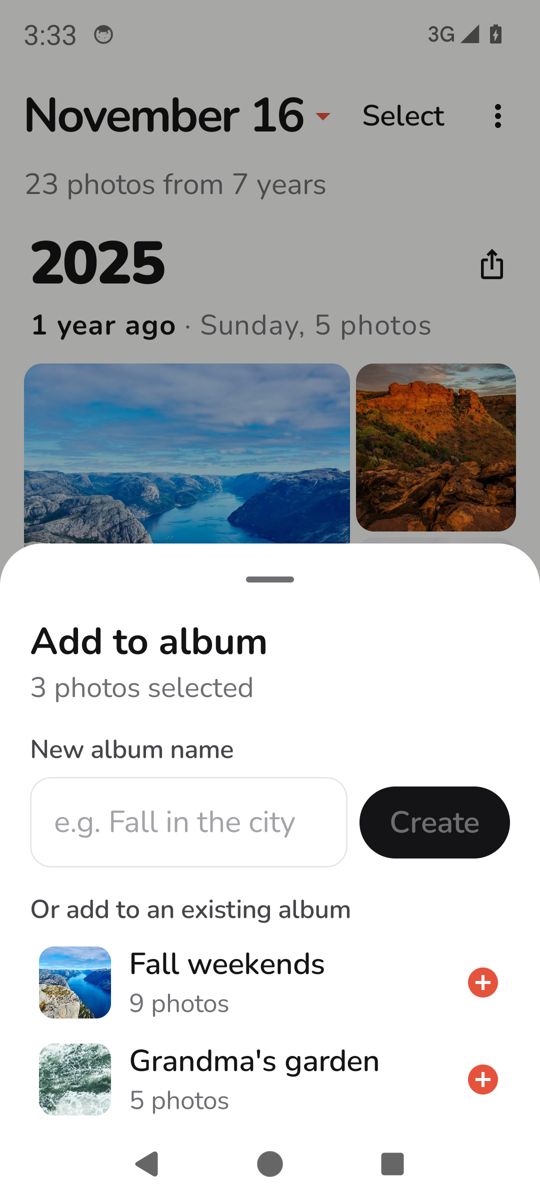 3:33
3G
November 16
Select
23 photos from 7 years
2025
1 year ago · Sunday, 5 photos
Add to album
3 photos selected
New album name
e.g. Fall in the city
Create
Or add to an existing album
Fall weekends
9 photos
Grandma's garden
5 photos